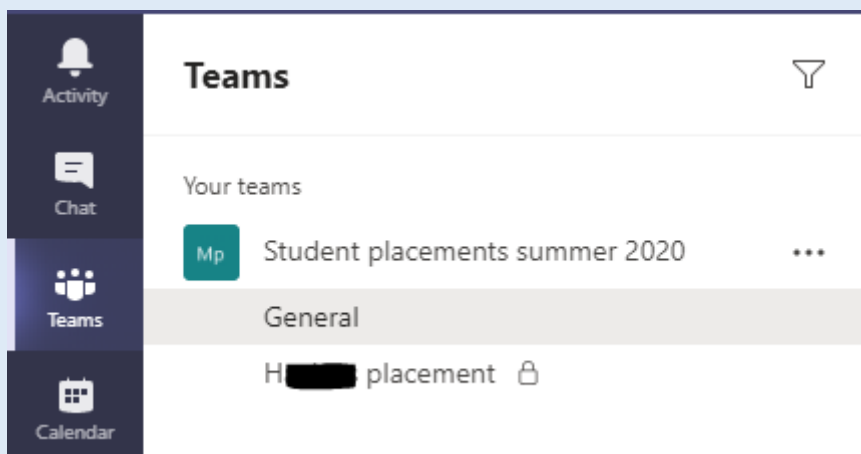 Activity
Chat
Teams
Calendar
Teams
Your teams
Mp Student placements summer 2020
General
placement